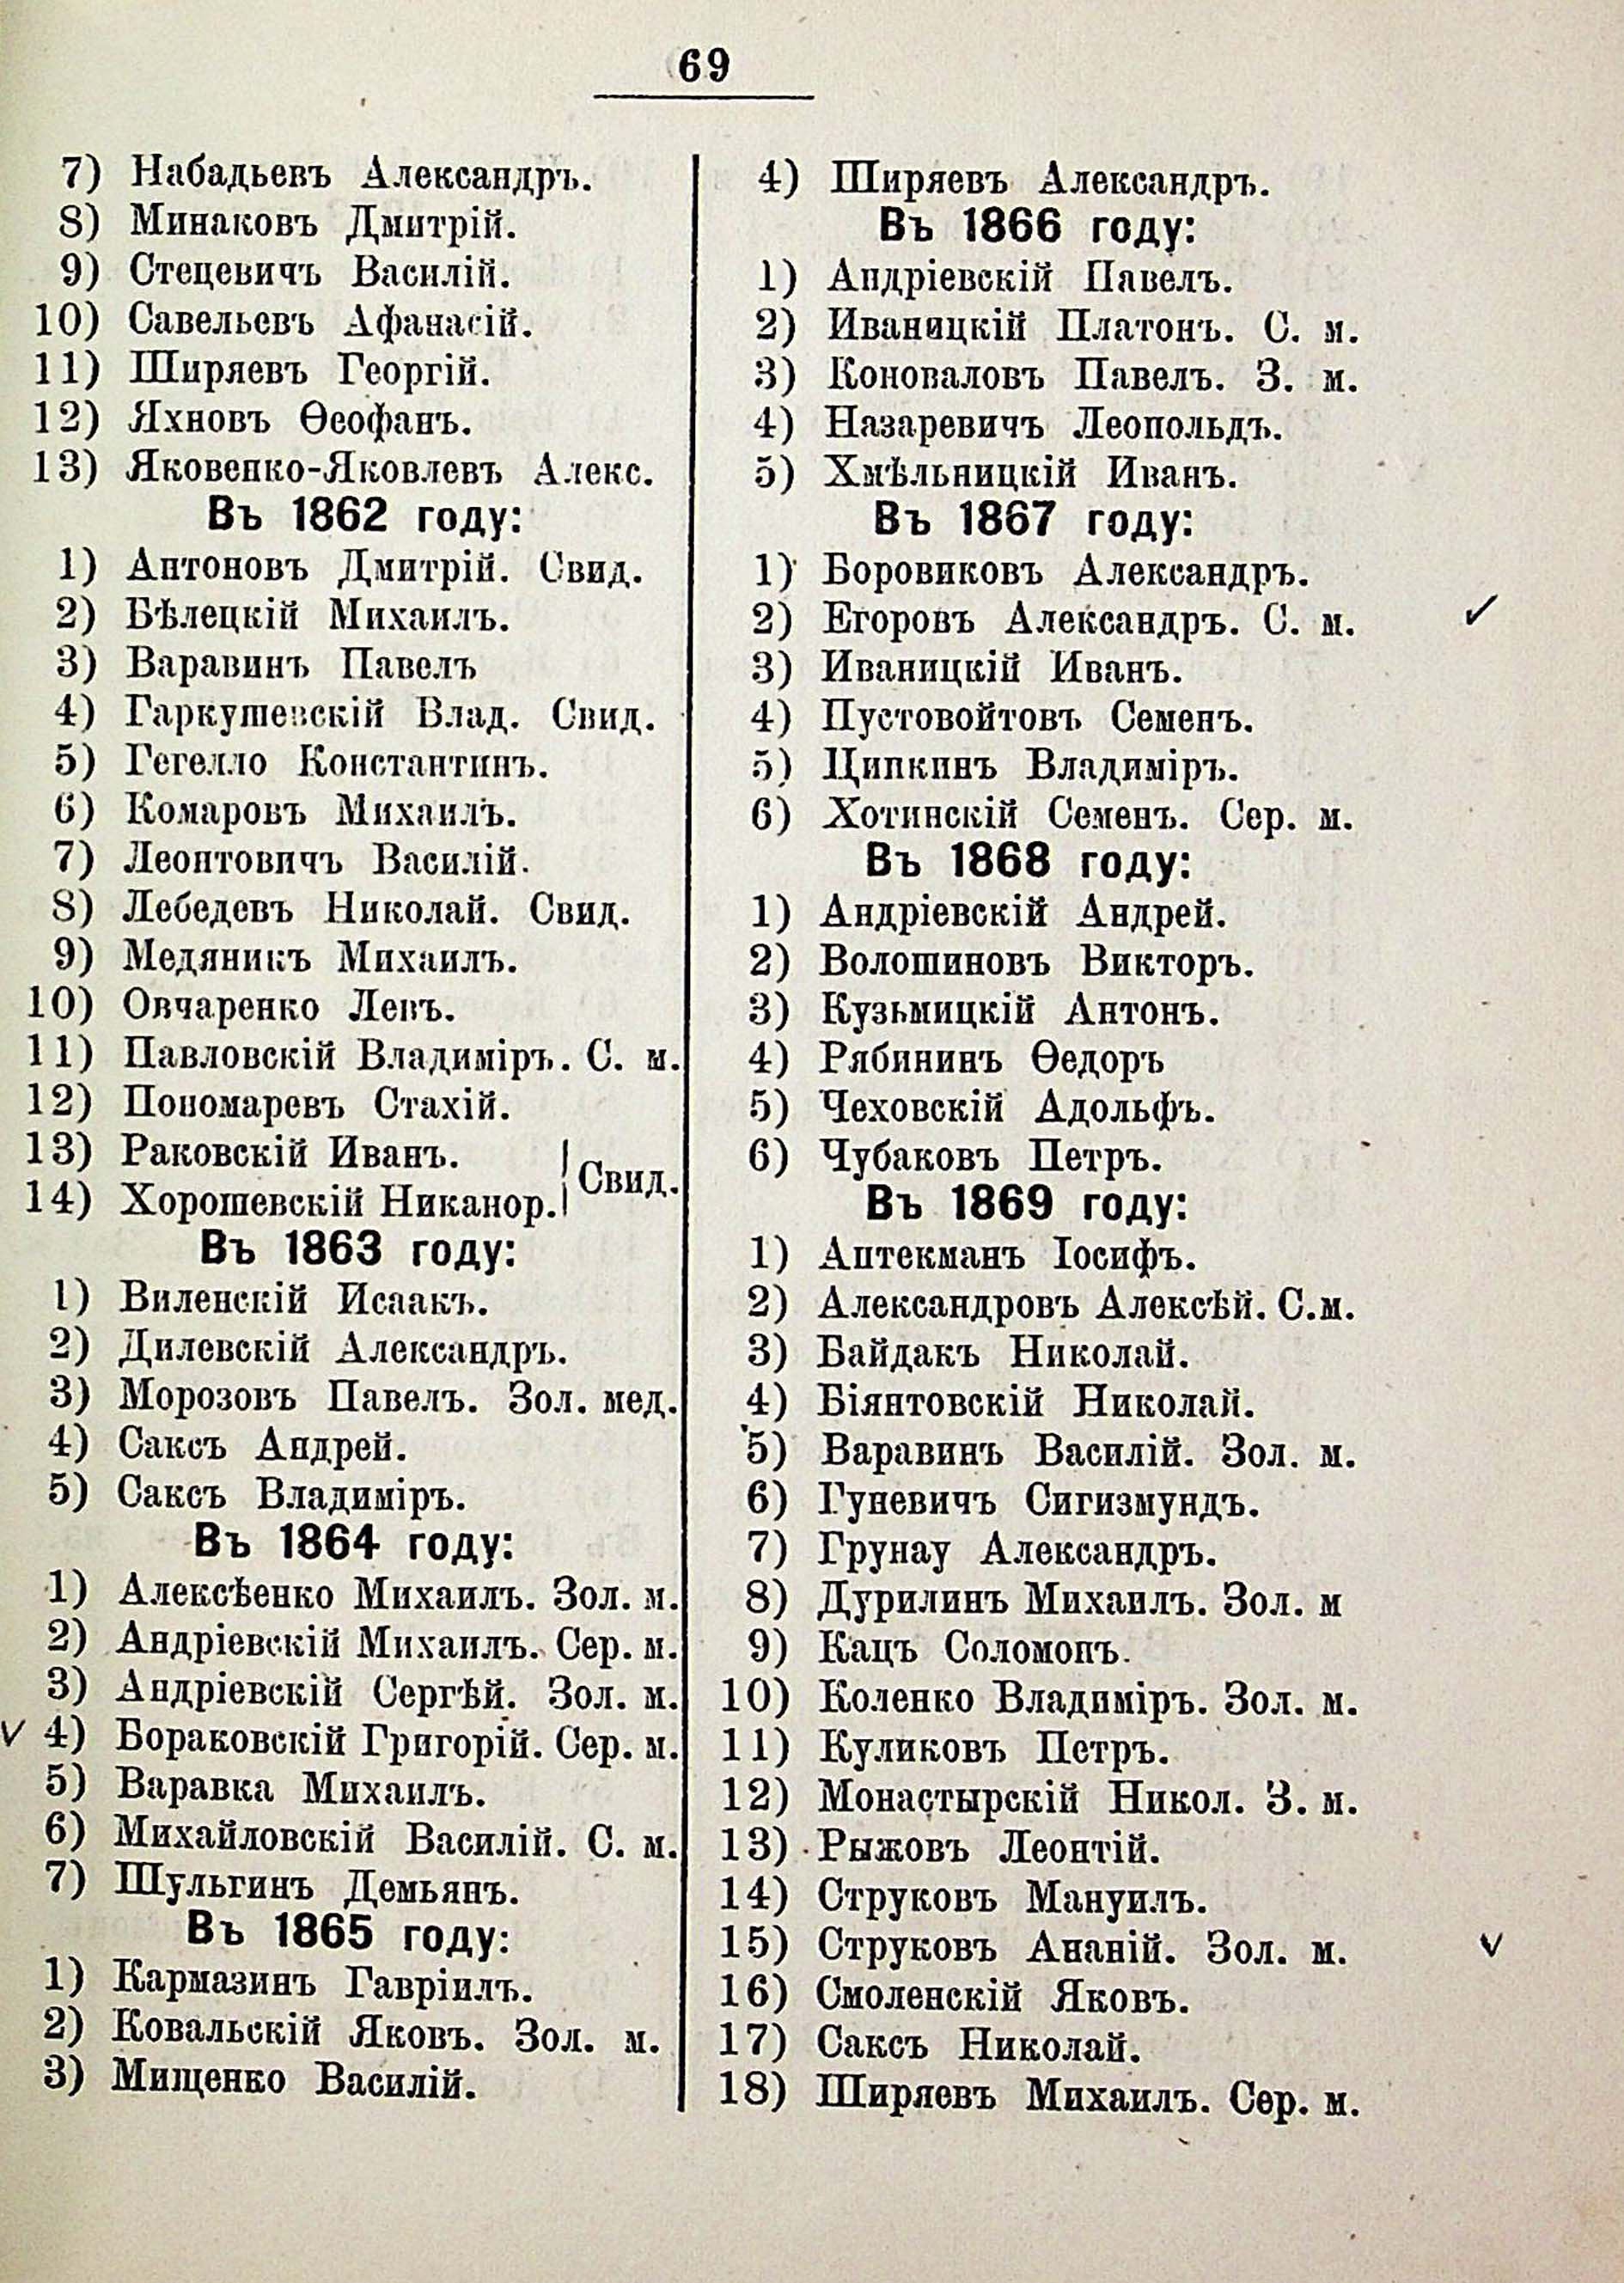 69
7) Набадьевъ Александръ.
8) Минаковъ Дмитрій.
9) Стецевичъ Василій.
10) Савельевъ Афанасій.
11) Ширяевъ Георгій.
12) Яхновъ Ѳеофанъ.
13) Яковенко-Яковлевъ Алекс.
Въ 1862 году:
1) Антоновъ Дмитрій. Свид.
2) Бѣлецкій Михаилъ.
3) Варавинъ Павелъ
4) Гаркушевскій Влад. Свид.
5) Гегелло Константинъ.
6) Комаровъ Михаилъ.
7) Леонтовичъ Василій.
8) Лебедевъ Николай. Свид.
9) Медяникъ Михаилъ.
10) Овчаренко Левъ.
11) Павловскій Владиміръ. С. м.
12) Пономаревъ Стахій.
13) Раковскій Иванъ.
Свид.
14) Хорошевскій Никанор.
Въ 1863 году:
1) Виленскій Исаакъ.
2) Дилевскій Александръ.
3) Морозовъ Павелъ. Зол. мед.
4) Саксъ Андрей.
5) Саксъ Владиміръ.
Въ 1864 году:
1) Алексѣенко Михаилъ. Зол. м.
2) Андріевскій Михаилъ. Сер. м.
3) Андріевскій Сергѣй. Зол. м.
4) Бораковскій Григорій. Сер. м.
5) Варавка Михаилъ.
6) Михайловскій Василій. С. м.
7) Шульгинъ Демьянъ.
Въ 1865 году:
1) Кармазинъ Гавріилъ.
2) Ковальскій Яковъ. Зол. м.
3) Мищенко Василій.
4) Ширяевъ Александръ.
Въ 1866 году:
1) Андріевскій Павелъ.
2) Иваницкій Платонъ. С. м.
3) Коноваловъ Павелъ. З. м.
4) Назаревичъ Леопольдъ.
5) Хмѣльницкій Иванъ.
Въ 1867 году:
1) Боровиковъ Александръ.
2) Егоровъ Александръ. С. м.
3) Иваницкій Иванъ.
4) Пустовойтовъ Семенъ.
5) Ципкинъ Владиміръ.
6) Хотинскій Семенъ. Сер. м.
Въ 1868 году:
1) Андріевскій Андрей.
2) Волошиновъ Викторъ.
3) Кузьмицкій Антонъ.
4) Рябининъ Ѳедоръ
5) Чеховскій Адольфъ.
6) Чубаковъ Петръ.
Въ 1869 году:
1) Аптекманъ Іосифъ.
2) Александровъ Алексѣй. С.м.
3) Байдакъ Николай.
4) Біянтовскій Николай.
5) Варавинъ Василій. Зол. м.
6) Гуневичъ Сигизмундъ.
7) Грунау Александръ.
8) Дурилинъ Михаилъ. Зол. м
9) Кацъ Соломонъ.
10) Коленко Владиміръ. Зол. м.
11) Куликовъ Петръ.
12) Монастырскій Никол. З. м.
13) Рыжовъ Леонтій.
14) Струковъ Мануилъ.
15) Струковъ Ананій. Зол. м.
16) Смоленскій Яковъ.
17) Саксъ Николай.
18) Ширяевъ Михаилъ. Сер. м.